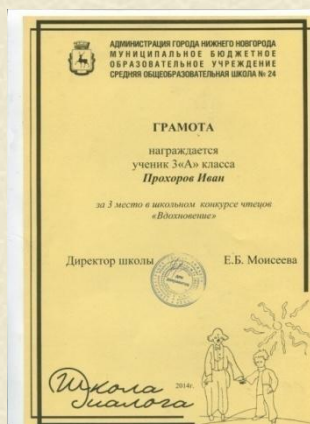 АДМИНИСТРАЦИЯ ГОРОДА НИЖНЕГО НОВГОРОДА
МУНИЦИПАЛЬНОЕ БЮДЖЕТНОЕ
ОБРАЗОВАТЕЛЬНОЕ УЧРЕЖДЕНИЕ
СРЕДНЯЯ ОБЩЕОБРАЗОВАТЕЛЬНАЯ ШКОЛА № 24
ГРАМОТА
награждается
ученик 3«А» класса
Прохоров Иван
за 3 место в школьном конкурсе чтецов
«Вдохновение»
Директор школы Е.Б. Моисеева
Школа 2014г.
диалога